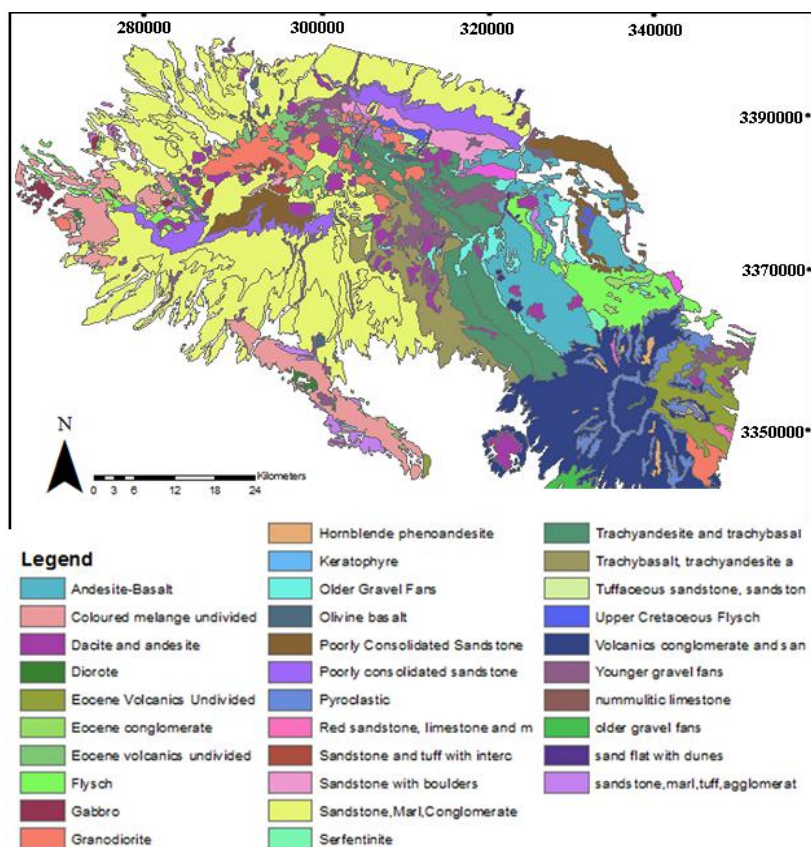 280000 300000 320000 340000
3390000
3370000
3350000
N
Kilometers
0 3 6 12 18 24
Legend
Andesite-Basalt
Coloured melange undivided
Dacite and andesite
Diorote
Eocene Volcanics Undivided
Eocene conglomerate
Eocene volcanics undivided
Flysch
Gabbro
Granodiorite
Hornblende phenoandesite
Keratophyre
Older Gravel Fans
Olivine basalt
Poorly Consolidated Sandstone
Poorly consolidated sandstone
Pyroclastic
Red sandstone, limestone and m
Sandstone and tuff with interc
Sandstone with boulders
Sandstone,Marl,Conglomerate
Serfentinite
Trachyandesite and trachybasal
Trachybasalt, trachyandesite a
Tuffaceous sandstone, sandston
Upper Cretaceous Flysch
Volcanics conglomerate and san
Younger gravel fans
nummulitic limestone
older gravel fans
sand flat with dunes
sandstone,marl,tuff,agglomerat